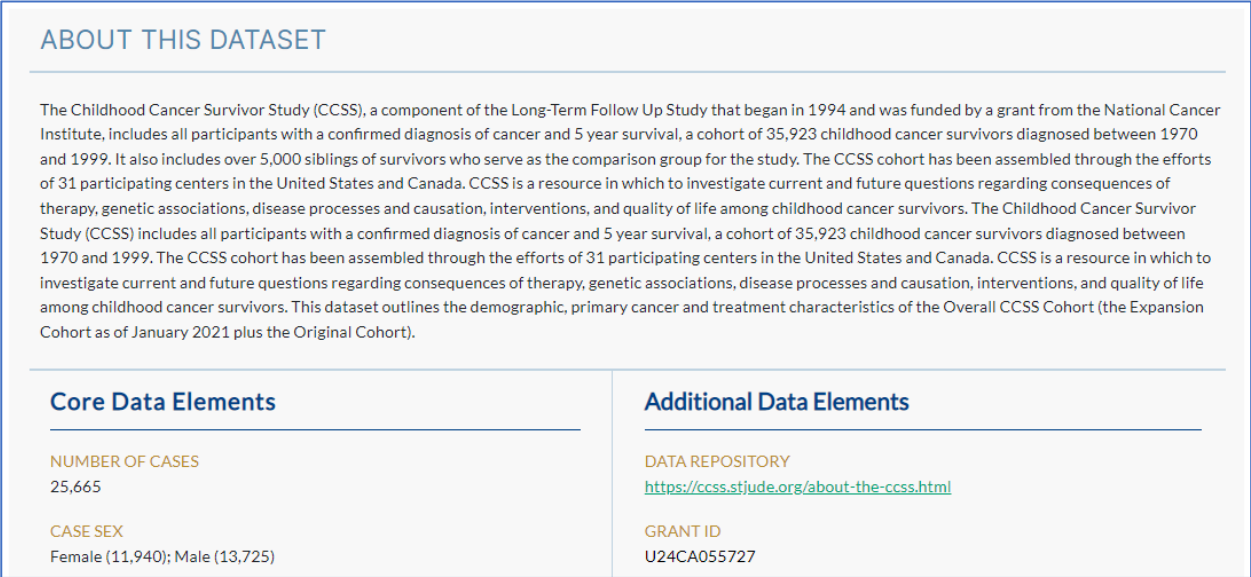 ABOUT THIS DATASET
The Childhood Cancer Survivor Study (CCSS), a component of the Long-Term Follow Up Study that began in 1994 and was funded by a grant from the National Cancer
Institute, includes all participants with a confirmed diagnosis of cancer and 5 year survival, a cohort of 35,923 childhood cancer survivors diagnosed between 1970
and 1999. It also includes over 5,000 siblings of survivors who serve as the comparison group for the study. The CCSS cohort has been assembled through the efforts
of 31 participating centers in the United States and Canada. CCSS is a resource in which to investigate current and future questions regarding consequences of
therapy, genetic associations, disease processes and causation, interventions, and quality of life among childhood cancer survivors. The Childhood Cancer Survivor
Study (CCSS) includes all participants with a confirmed diagnosis of cancer and 5 year survival, a cohort of 35,923 childhood cancer survivors diagnosed between
1970 and 1999. The CCSS cohort has been assembled through the efforts of 31 participating centers in the United States and Canada. CCSS is a resource in which to
investigate current and future questions regarding consequences of therapy, genetic associations, disease processes and causation, interventions, and quality of life
among childhood cancer survivors. This dataset outlines the demographic, primary cancer and treatment characteristics of the Overall CCSS Cohort (the Expansion
Cohort as of January 2021 plus the Original Cohort).
Core Data Elements
NUMBER OF CASES
25,665
CASE SEX
Female (11,940); Male (13,725)
Additional Data Elements
DATA REPOSITORY
https://ccss.stjude.org/about-the-ccss.html
GRANT ID
U24CA055727